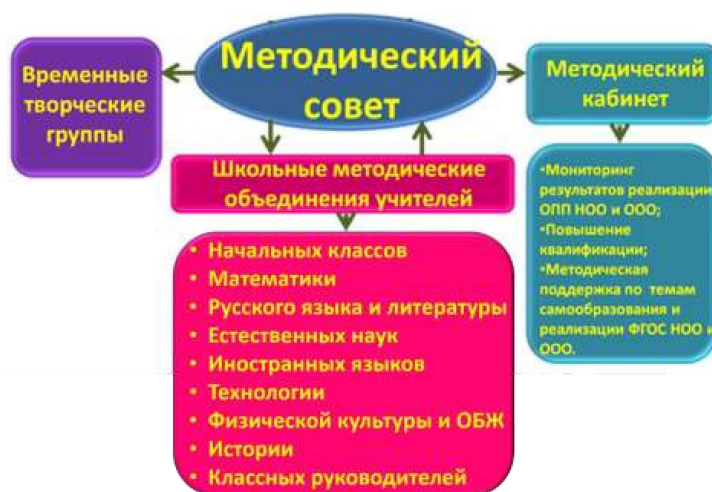 Методический
совет
Временные
творческие
группы
Методический
кабинет
Школьные методические
объединения учителей
• Начальных классов
• Математики
• Русского языка и литературы
• Естественных наук
• Иностранных языков
• Технологии
• Физической культуры и ОБЖ
• Истории
• Классных руководителей
•Мониторинг
результатов реализации
ОПП НОО и ООО;
•Повышение
квалификации;
•Методическая
поддержка по темам
самообразования и
реализации ФГОС НОО и
ООО.